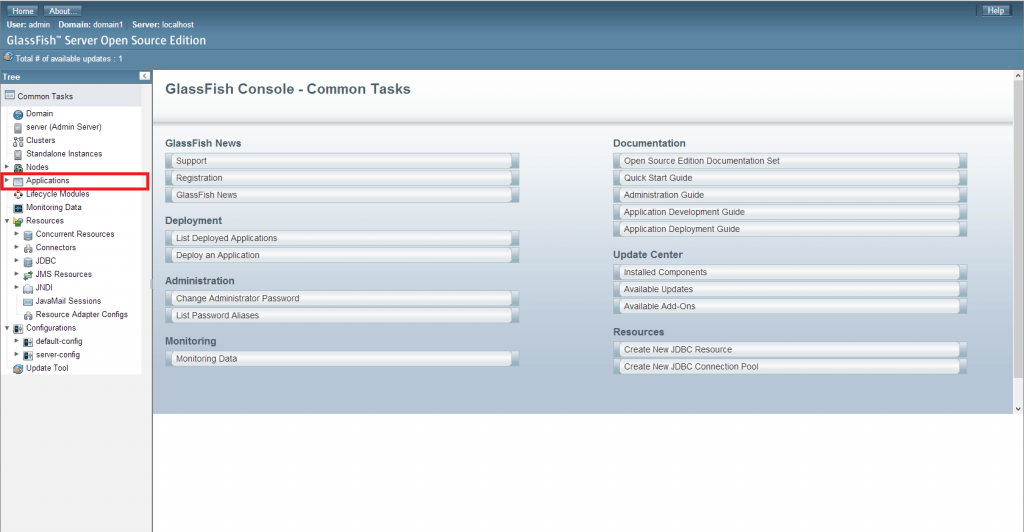 Home About... Help
User: admin Domain: domain1 Server: localhost
GlassFish™ Server Open Source Edition
Total # of available updates : 1
Tree
Common Tasks
Domain
server (Admin Server)
Clusters
Standalone Instances
Nodes
Applications
Lifecycle Modules
Monitoring Data
Resources
Concurrent Resources
Connectors
JDBC
JMS Resources
JNDI
JavaMail Sessions
Resource Adapter Configs
Configurations
default-config
server-config
Update Tool
GlassFish Console - Common Tasks
GlassFish News
Support
Registration
GlassFish News
Deployment
List Deployed Applications
Deploy an Application
Administration
Change Administrator Password
List Password Aliases
Monitoring
Monitoring Data
Documentation
Open Source Edition Documentation Set
Quick Start Guide
Administration Guide
Application Development Guide
Application Deployment Guide
Update Center
Installed Components
Available Updates
Available Add-Ons
Resources
Create New JDBC Resource
Create New JDBC Connection Pool